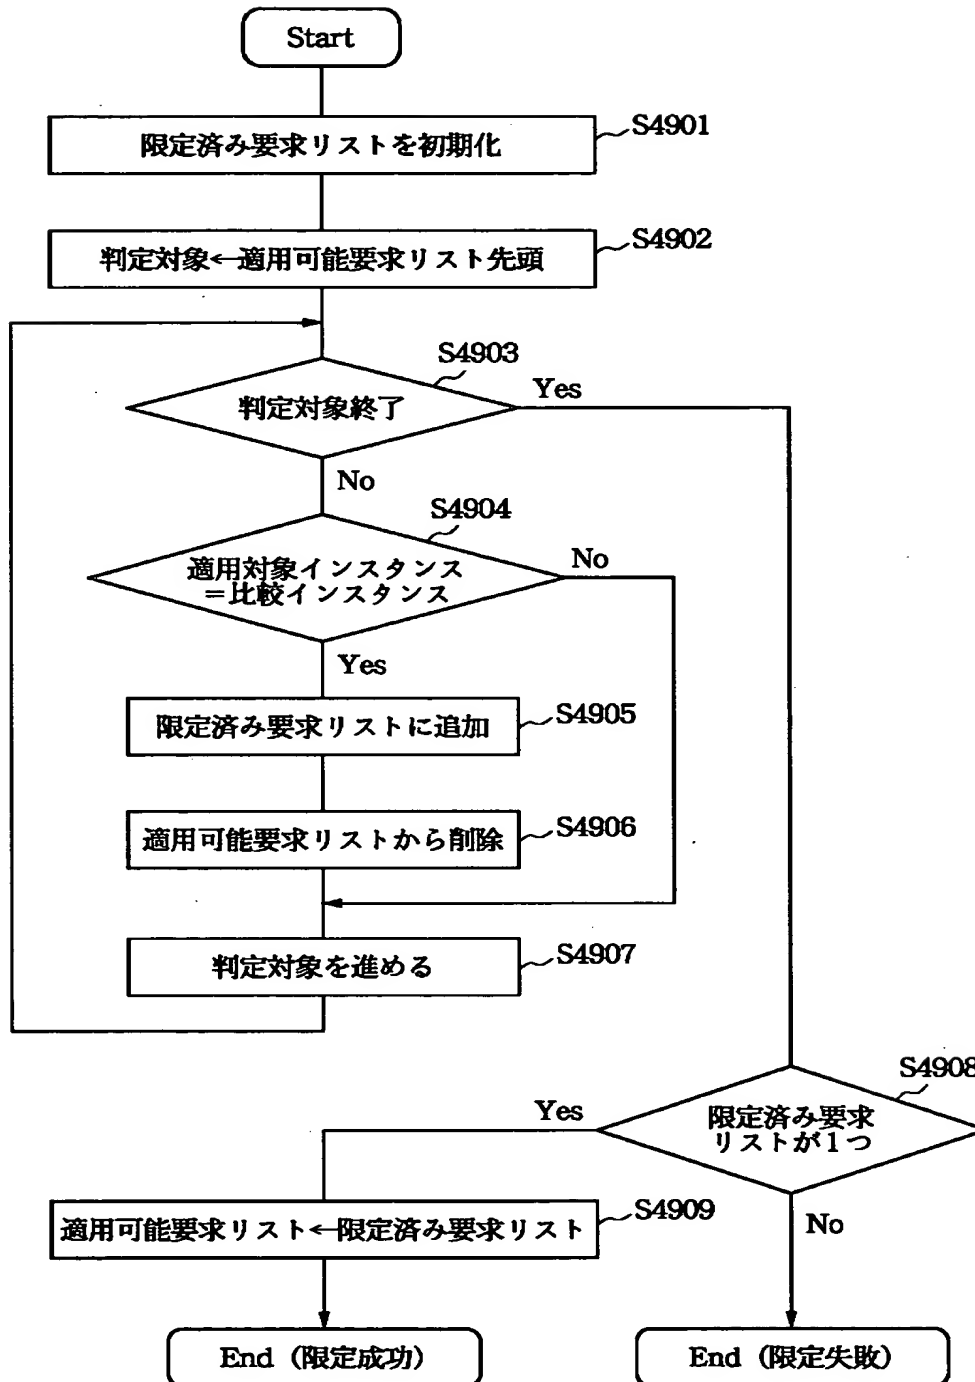 Start
限定済み要求リストを初期化
S4901
判定対象←適用可能要求リスト先頭
S4902
S4903
判定対象終了
Yes
No
S4904
適用対象インスタンス
＝比較インスタンス
No
Yes
限定済み要求リストに追加
S4905
適用可能要求リストから削除
S4906
判定対象を進める
S4907
S4908
限定済み要求
リストが1つ
Yes
No
適用可能要求リスト←限定済み要求リスト
S4909
End（限定成功）
End（限定失敗）